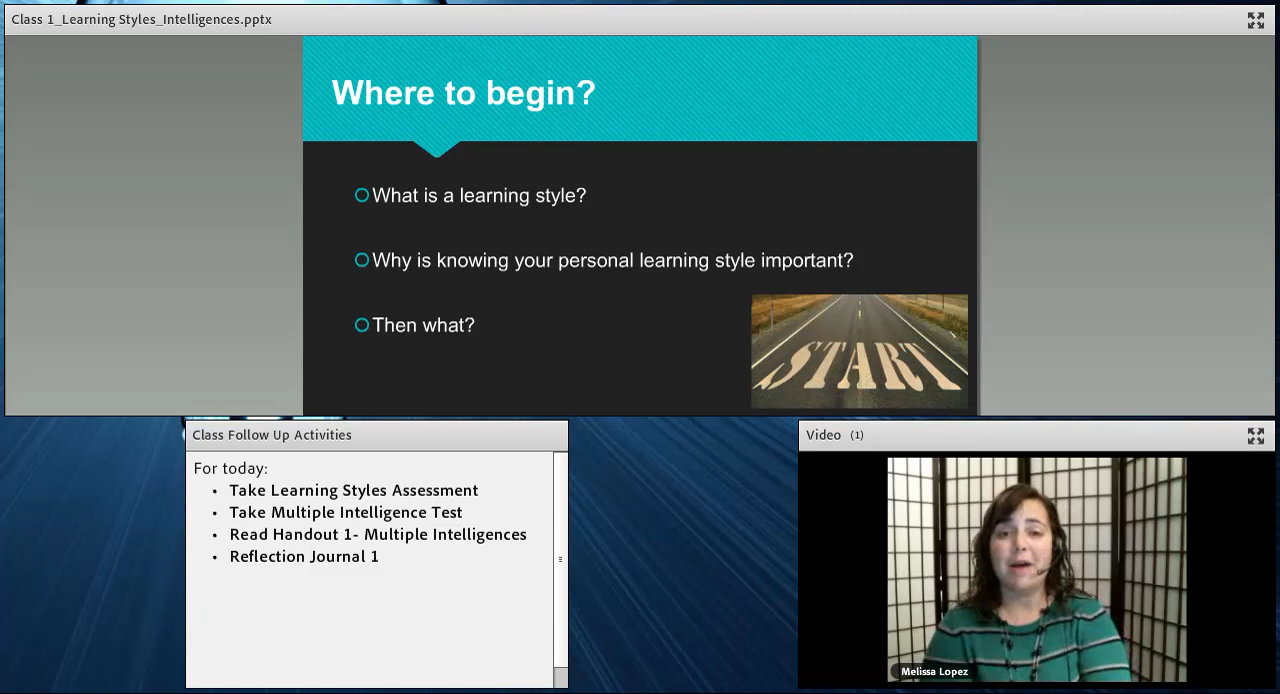 Class 1_Learning Styles_Intelligences.pptx
Where to begin?
What is a learning style?
Why is knowing your personal learning style important?
Then what?
START
Class Follow Up Activities
For today:
• Take Learning Styles Assessment
• Take Multiple Intelligence Test
• Read Handout 1- Multiple Intelligences
• Reflection Journal 1
Video (1)
Melissa Lopez